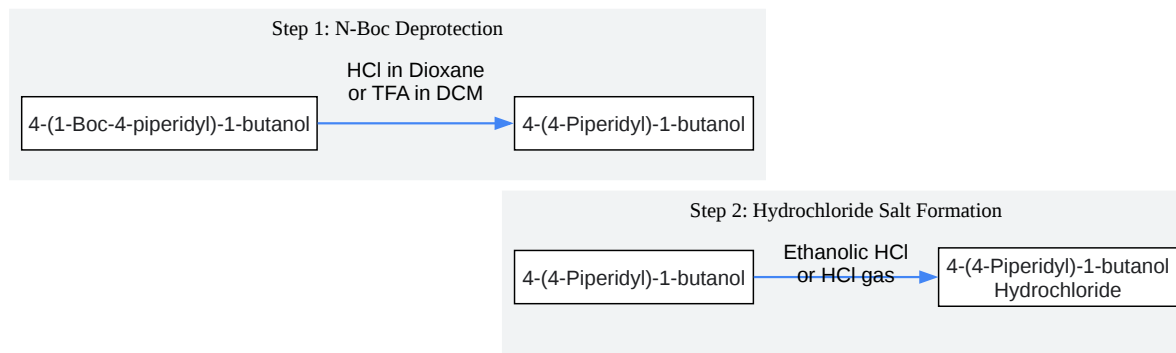 Step 1: N-Boc Deprotection
HCl in Dioxane
or TFA in DCM
4-(1-Boc-4-piperidyl)-1-butanol
4-(4-Piperidyl)-1-butanol
Step 2: Hydrochloride Salt Formation
Ethanolic HCl
or HCl gas
4-(4-Piperidyl)-1-butanol
4-(4-Piperidyl)-1-butanol
Hydrochloride